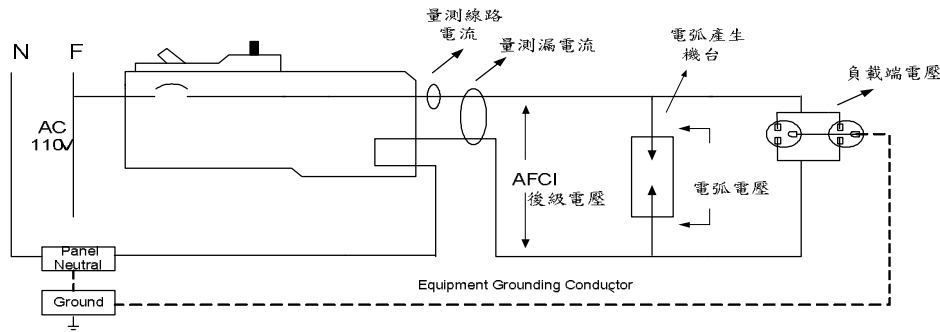 N
F
AC
110V
量測線路
電流
量測漏電流
電弧產生
機台
負載端電壓
AFCI
後級電壓
電弧電壓
Panel
Neutral
Ground
Equipment Grounding Conductor